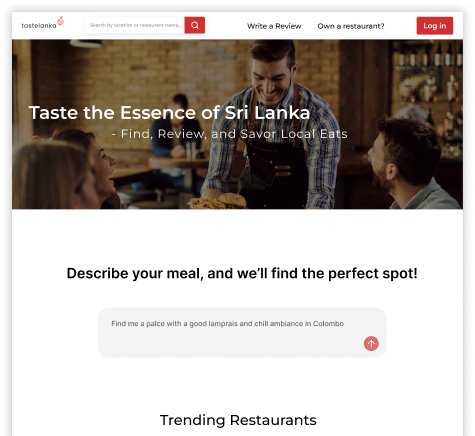 tastelanka
Search by location or restaurant name...
Write a Review
Own a restaurant?
Log in
Taste the Essence of Sri Lanka
- Find, Review, and Savor Local Eats
Describe your meal, and we’ll find the perfect spot!
Find me a palce with a good lamprais and chill ambiance in Colombo
Trending Restaurants